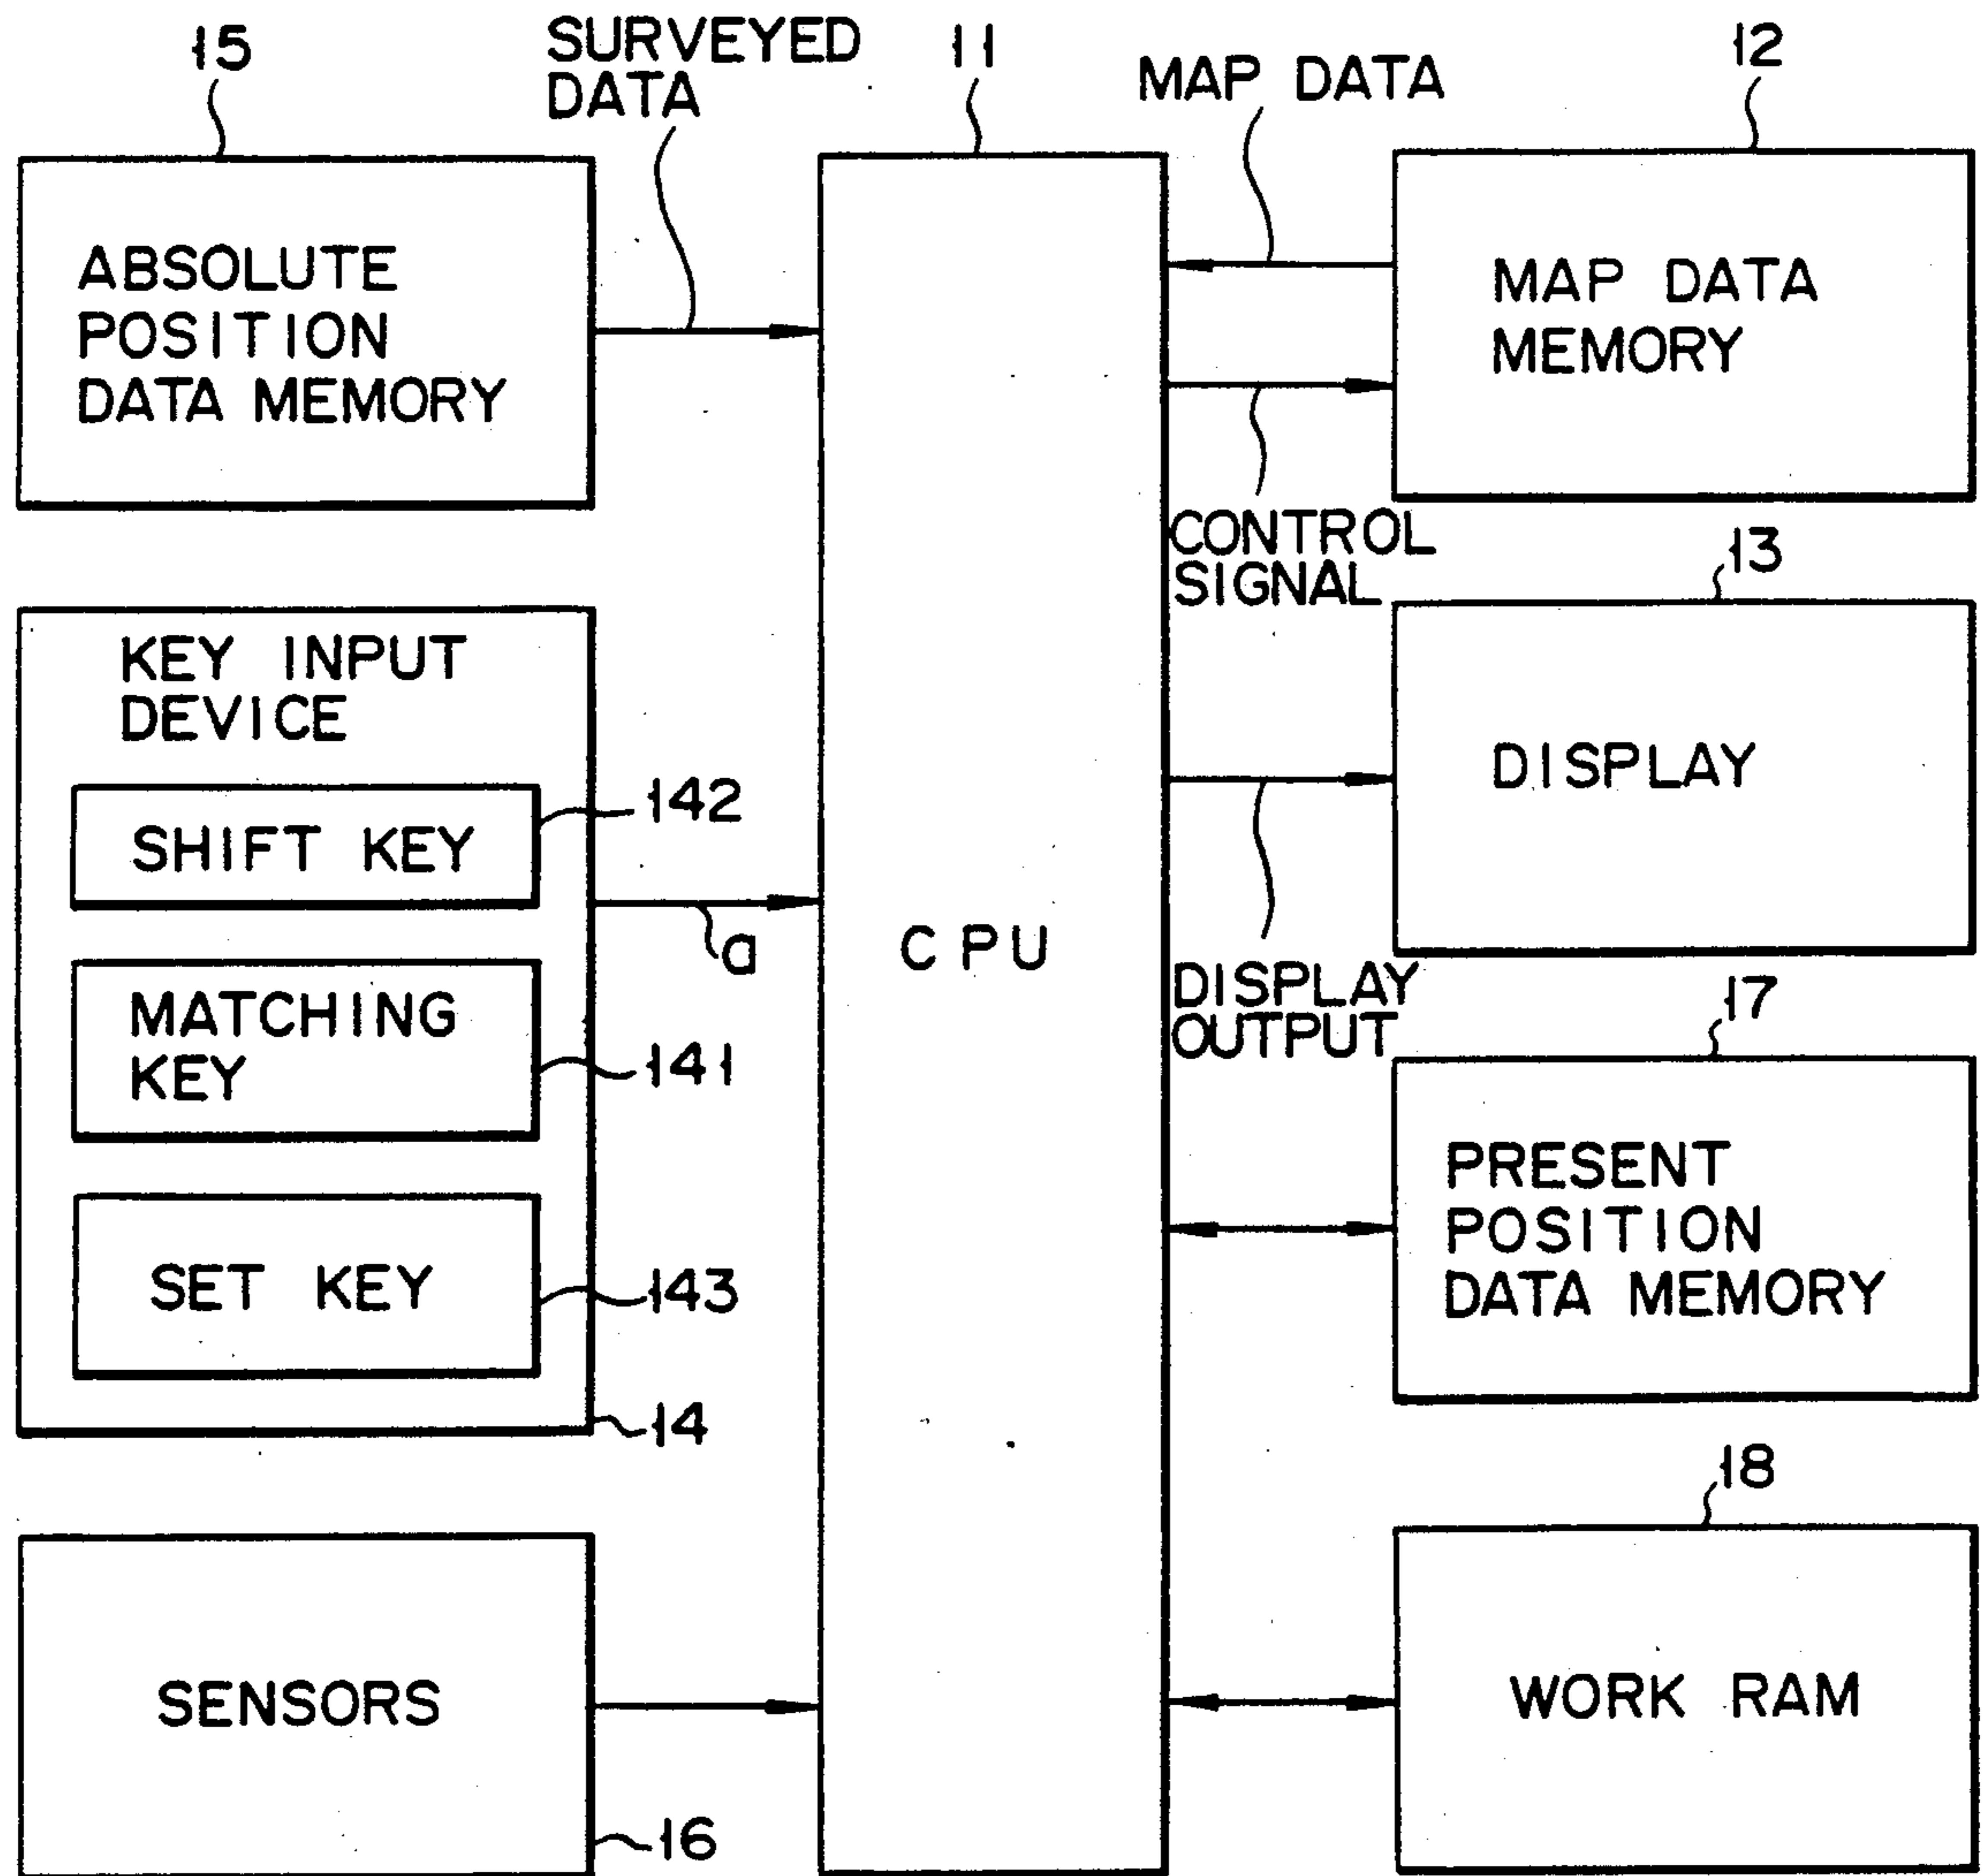 15
SURVEYED
DATA
11
MAP DATA
12
ABSOLUTE
POSITION
DATA MEMORY
MAP DATA
MEMORY
CONTROL
SIGNAL
13
KEY INPUT
DEVICE
SHIFT KEY
142
a
MATCHING
KEY
141
SET KEY
143
14
CPU
DISPLAY
DISPLAY
OUTPUT
17
PRESENT
POSITION
DATA MEMORY
18
SENSORS
16
WORK RAM